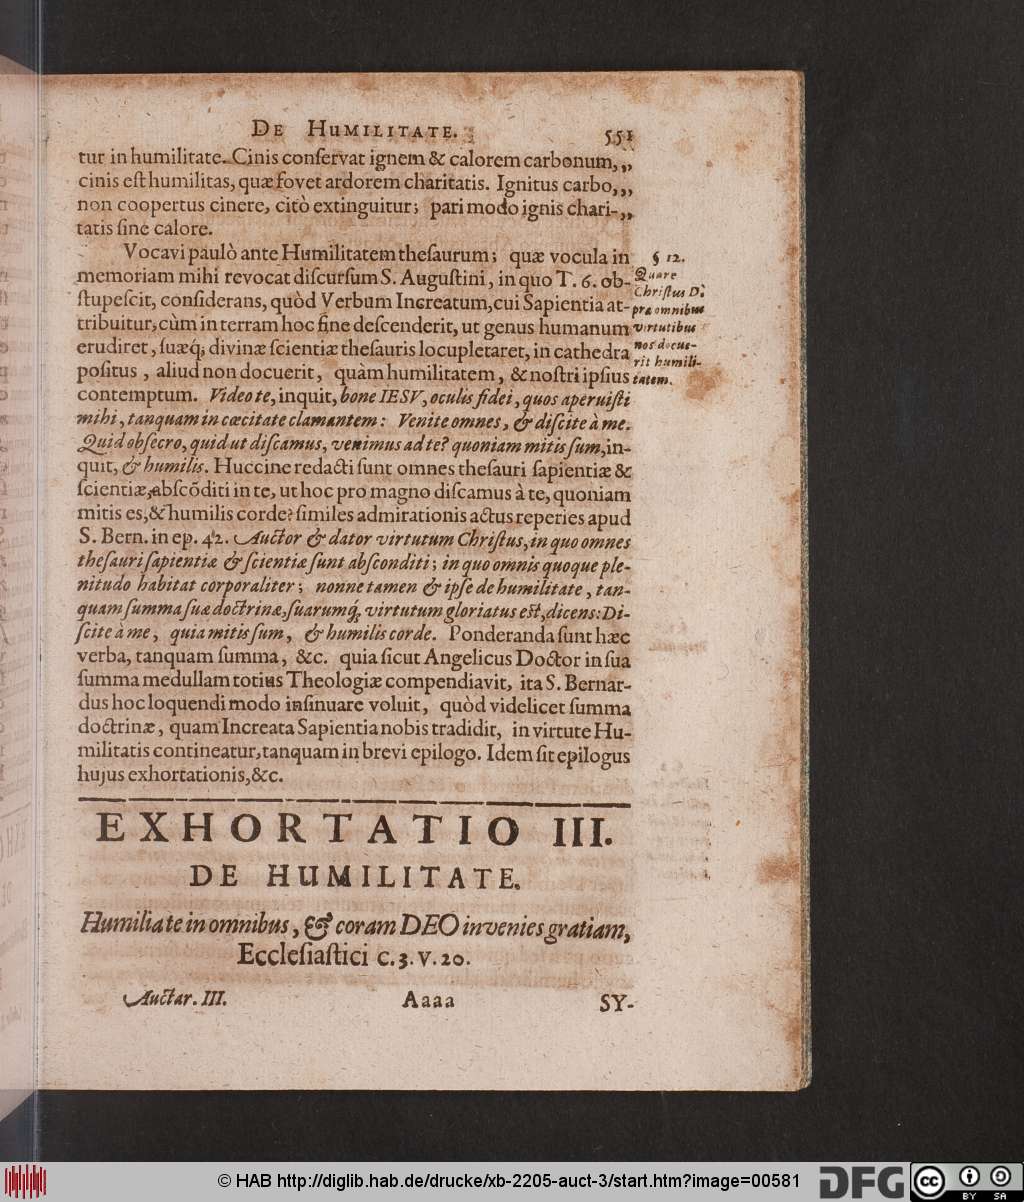 DE HUMILITATE. 551
tur in humilitate. Cinis conſervat ignem & calorem carbonum, „
cinis eſt humilitas, quæ fovet ardorem charitatis. Ignitus carbo, „
non coopertus cinere, citò extinguitur; pari modo ignis chari- „
tatis ſine calore.
Vocavi paulò ante Humilitatem theſaurum; quæ vocula in
memoriam mihi revocat diſcurſum S. Auguſtini, in quo T. 6. ob-
ſtupeſcit, conſiderans, quòd Verbum Increatum, cui Sapientia at-
tribuitur, cùm in terram hoc fine deſcenderit, ut genus humanum
erudiret, ſuæq; divinæ ſcientiæ theſauris locupletaret, in cathedra
poſitus, aliud non docuerit, quàm humilitatem, & noſtri ipſius
contemptum. Video te, inquit, bone IESV, oculis fidei, quos aperuiſti
mihi, tanquam in cœcitate clamantem: Venite omnes, & diſcite à me.
Quid obſecro, quid ut diſcamus, venimus ad te? quoniam mitis ſum, in-
quit, & humilis. Huccine redacti ſunt omnes theſauri ſapientiæ &
ſcientiæ, abſcõditi in te, ut hoc pro magno diſcamus à te, quoniam
mitis es, & humilis corde? ſimiles admirationis actus reperies apud
S. Bern. in ep. 42. Auctor & dator virtutum Chriſtus, in quo omnes
theſauri ſapientiæ & ſcientiæ ſunt abſconditi; in quo omnis quoque ple-
nitudo habitat corporaliter; nonne tamen & ipſe de humilitate, tan-
quam ſumma ſuæ doctrinæ, ſuarumq; virtutum gloriatus eſt, dicens: Di-
ſcite à me, quia mitis ſum, & humilis corde. Ponderanda ſunt hæc
verba, tanquam ſumma, &c. quia ſicut Angelicus Doctor in ſua
ſumma medullam totius Theologiæ compendiavit, ita S. Bernar-
dus hoc loquendi modo inſinuare voluit, quòd videlicet ſumma
doctrinæ, quam Increata Sapientia nobis tradidit, in virtute Hu-
militatis contineatur, tanquam in brevi epilogo. Idem ſit epilogus
hujus exhortationis, &c.
§ 12.
Quare
Chriſtus D.
præ omnibus
virtutibus
nos docue-
rit humili-
tatem.
EXHORTATIO III.
DE HUMILITATE.
Humilia te in omnibus, & coram DEO invenies gratiam,
Eccleſiaſtici c. 3. v. 20.
Auctar. III. Aaaa SY-
© HAB http://diglib.hab.de/drucke/xb-2205-auct-3/start.htm?image=00581
DFG cc BY SA